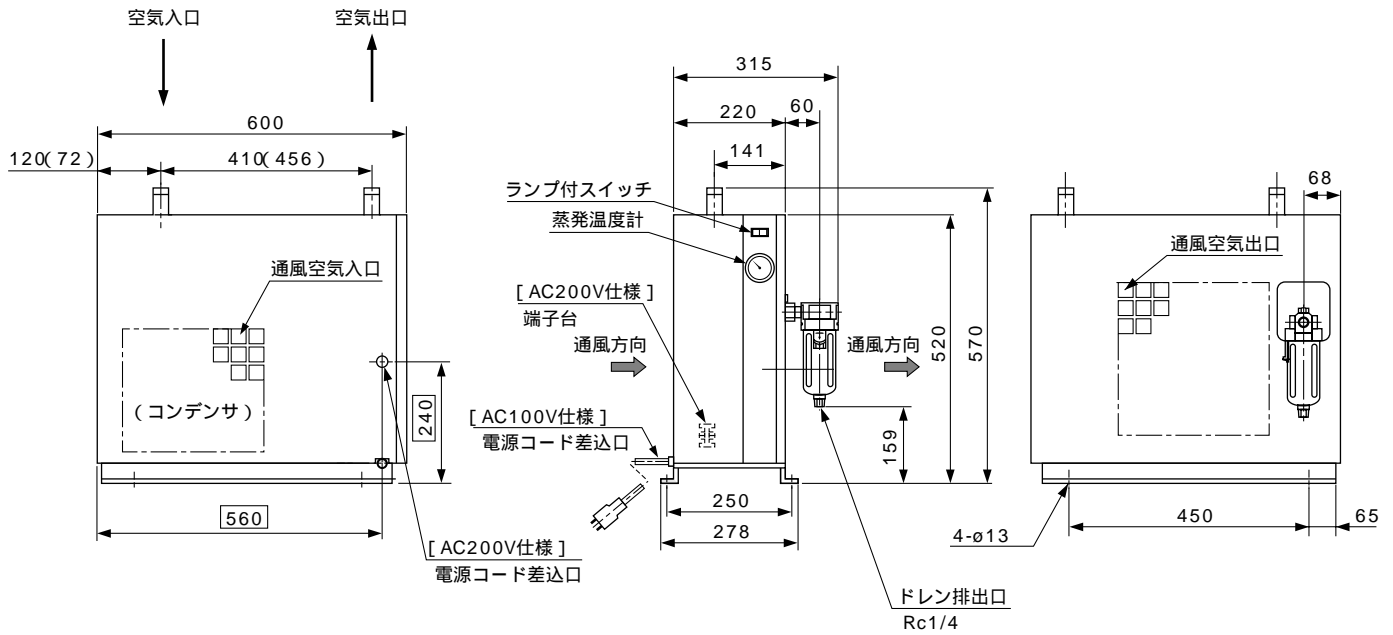 空気入口
空気出口
600
120(72)
410(456)
通風空気入口
(コンデンサ)
240
560
[AC200V仕様]
電源コード差込口
315
220
60
141
ランプ付スイッチ
蒸発温度計
[AC200V仕様]
端子台
通風方向
通風方向
[AC100V仕様]
電源コード差込口
159
520
570
250
278
ドレン排出口
Rc1/4
68
通風空気出口
4-ø13
450
65